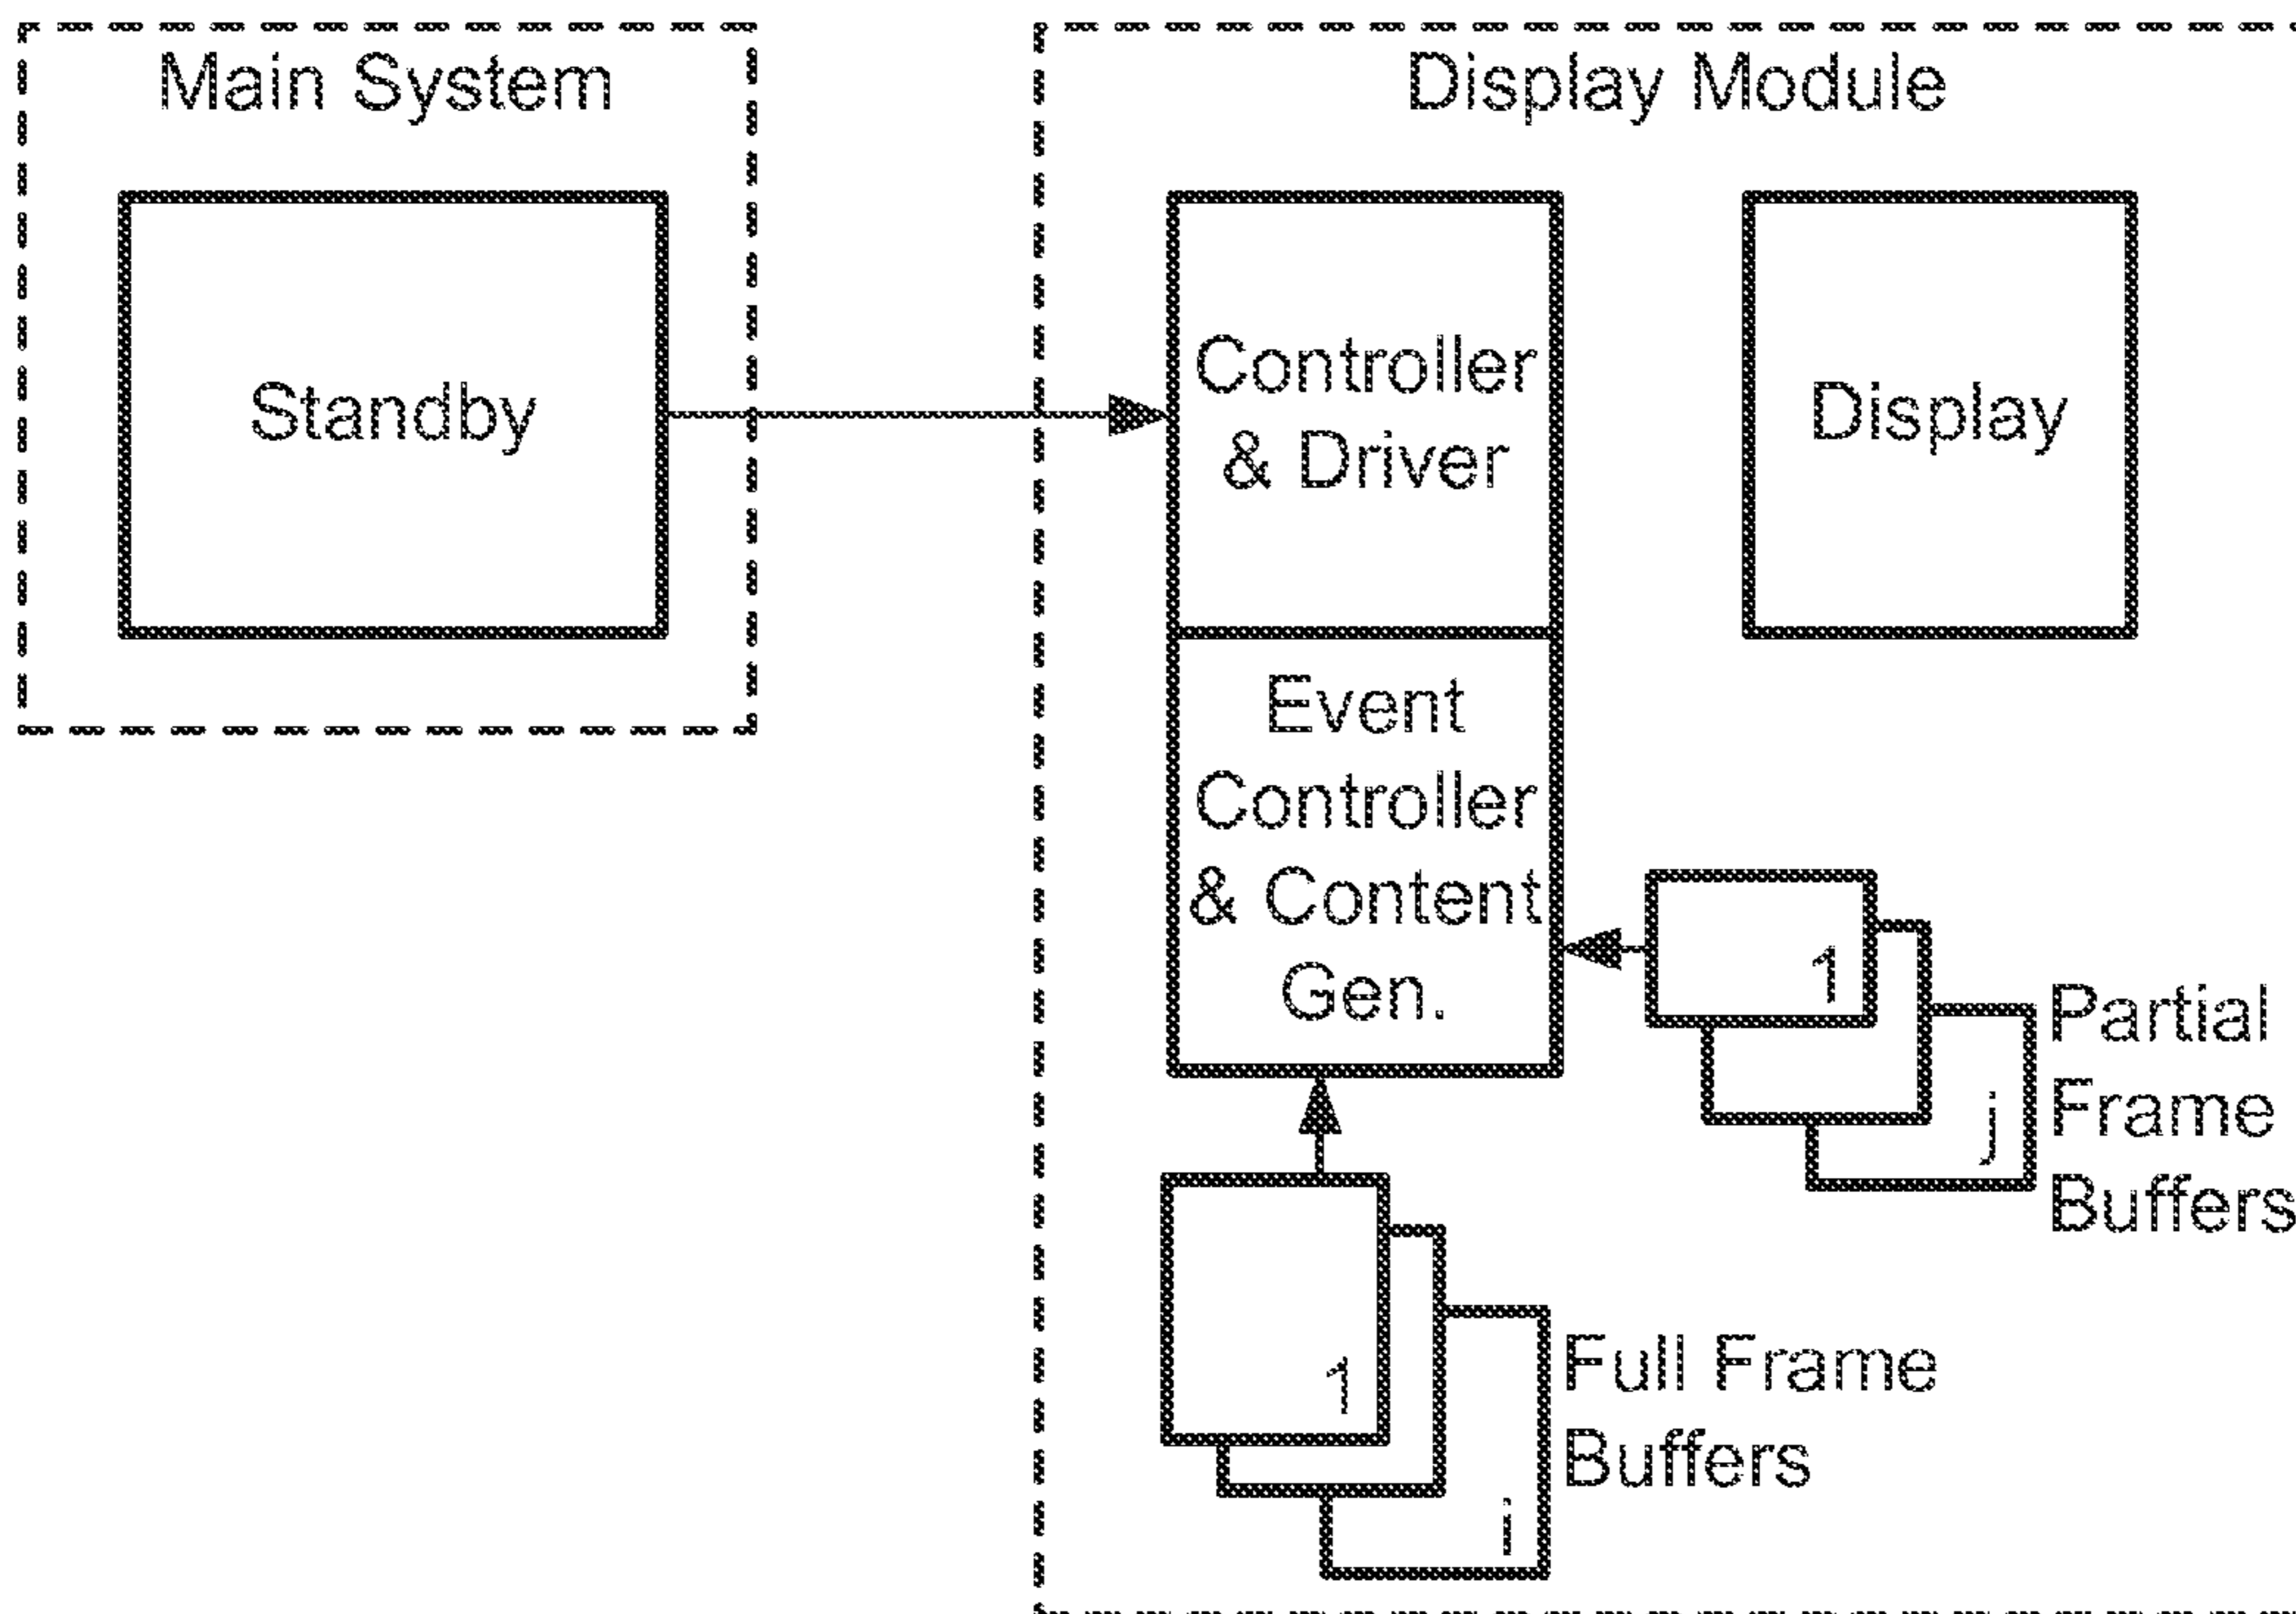 Main System
Standby
Display Module
Controller
& Driver
Display
Event
Controller
& Content
Gen.
1
j
Partial
Frame
Buffers
1
i
Full Frame
Buffers